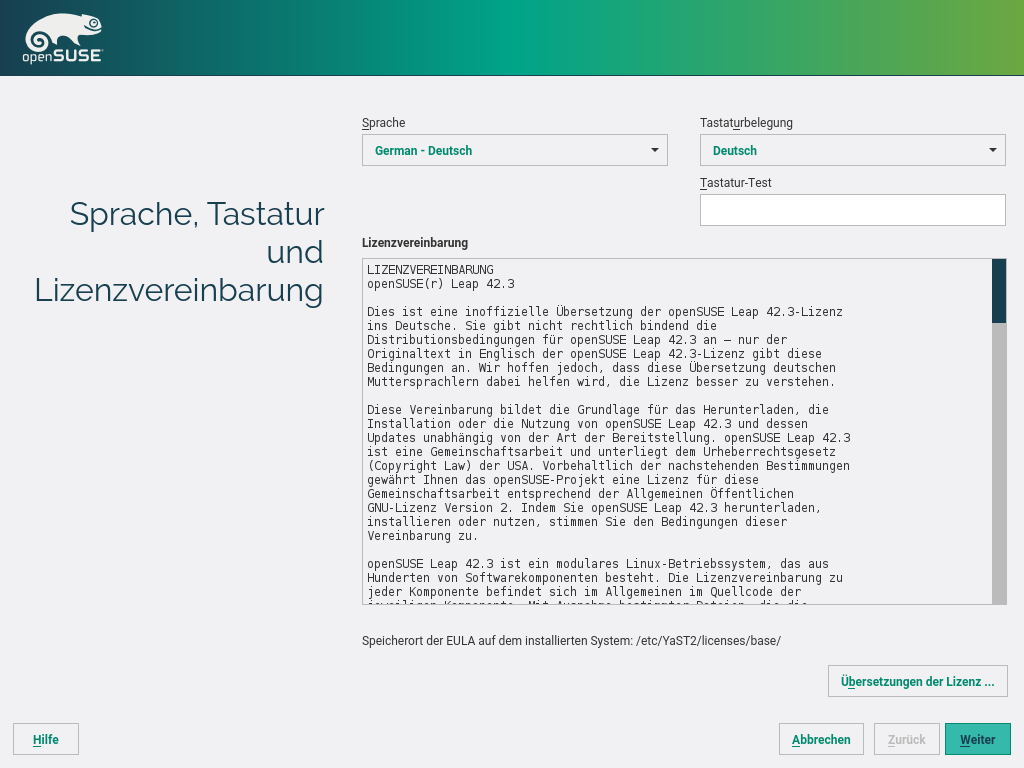 openSUSE
Sprache
Tastaturbelegung
German - Deutsch
Deutsch
Tastatur-Test
Sprache, Tastatur
und
Lizenzvereinbarung
Lizenzvereinbarung
LIZENZVEREINBARUNG
openSUSE(r) Leap 42.3
Dies ist eine inoffizielle Übersetzung der openSUSE Leap 42.3-Lizenz
ins Deutsche. Sie gibt nicht rechtlich bindend die
Distributionsbedingungen für openSUSE Leap 42.3 an – nur der
Originaltext in Englisch der openSUSE Leap 42.3-Lizenz gibt diese
Bedingungen an. Wir hoffen jedoch, dass diese Übersetzung deutschen
Muttersprachlern dabei helfen wird, die Lizenz besser zu verstehen.
Diese Vereinbarung bildet die Grundlage für das Herunterladen, die
Installation oder die Nutzung von openSUSE Leap 42.3 und dessen
Updates unabhängig von der Art der Bereitstellung. openSUSE Leap 42.3
ist eine Gemeinschaftsarbeit und unterliegt dem Urheberrechtsgesetz
(Copyright Law) der USA. Vorbehaltlich der nachstehenden Bestimmungen
gewährt Ihnen das openSUSE-Projekt eine Lizenz für diese
Gemeinschaftsarbeit entsprechend der Allgemeinen Öffentlichen
GNU-Lizenz Version 2. Indem Sie openSUSE Leap 42.3 herunterladen,
installieren oder nutzen, stimmen Sie den Bedingungen dieser
Vereinbarung zu.
openSUSE Leap 42.3 ist ein modulares Linux-Betriebssystem, das aus
Hunderten von Softwarekomponenten besteht. Die Lizenzvereinbarung zu
jeder Komponente befindet sich im Allgemeinen im Quellcode der
jeweiligen Komponente. Mit Ausnahme bestimmter Dateien, die die
Speicherort der EULA auf dem installierten System: /etc/YaST2/licenses/base/
Übersetzungen der Lizenz ...
Hilfe
Abbrechen
Zurück
Weiter